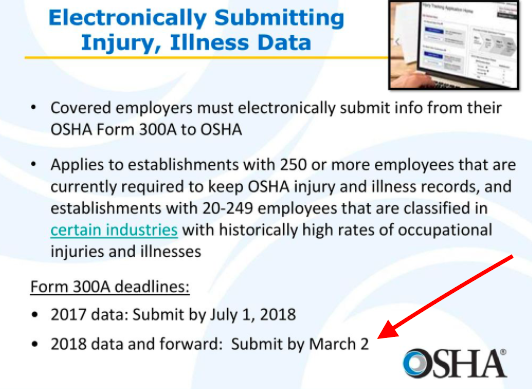 Electronically Submitting
Injury, Illness Data
• Covered employers must electronically submit info from their
OSHA Form 300A to OSHA
• Applies to establishments with 250 or more employees that are
currently required to keep OSHA injury and illness records, and
establishments with 20-249 employees that are classified in
certain industries with historically high rates of occupational
injuries and illnesses
Form 300A deadlines:
• 2017 data: Submit by July 1, 2018
• 2018 data and forward: Submit by March 2
OSHA®